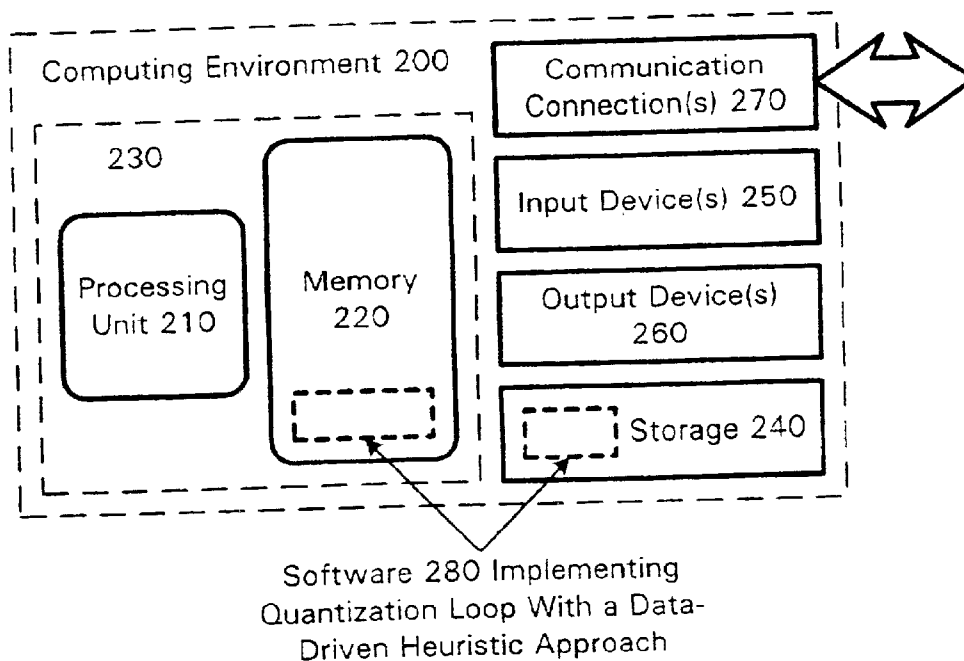 Computing Environment 200
Communication
Connection(s) 270
230
Input Device(s) 250
Processing
Unit 210
Memory
220
Output Device(s)
260
Storage 240
Software 280 Implementing
Quantization Loop With a Data-
Driven Heuristic Approach